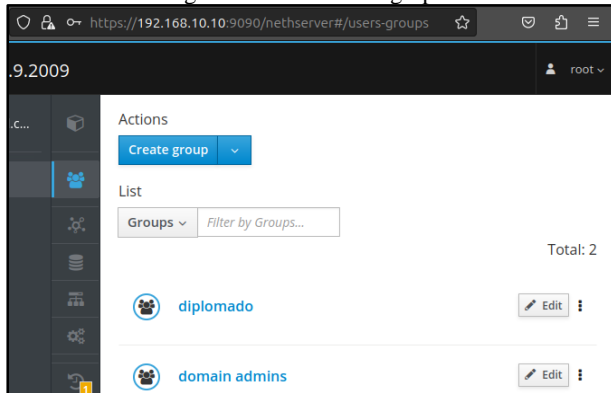 https://192.168.10.10:9090/nethserver#/users-groups
.9.2009
root
.c...
Actions
Create group
List
Groups
Filter by Groups...
Total: 2
diplomado
Edit
domain admins
Edit
1